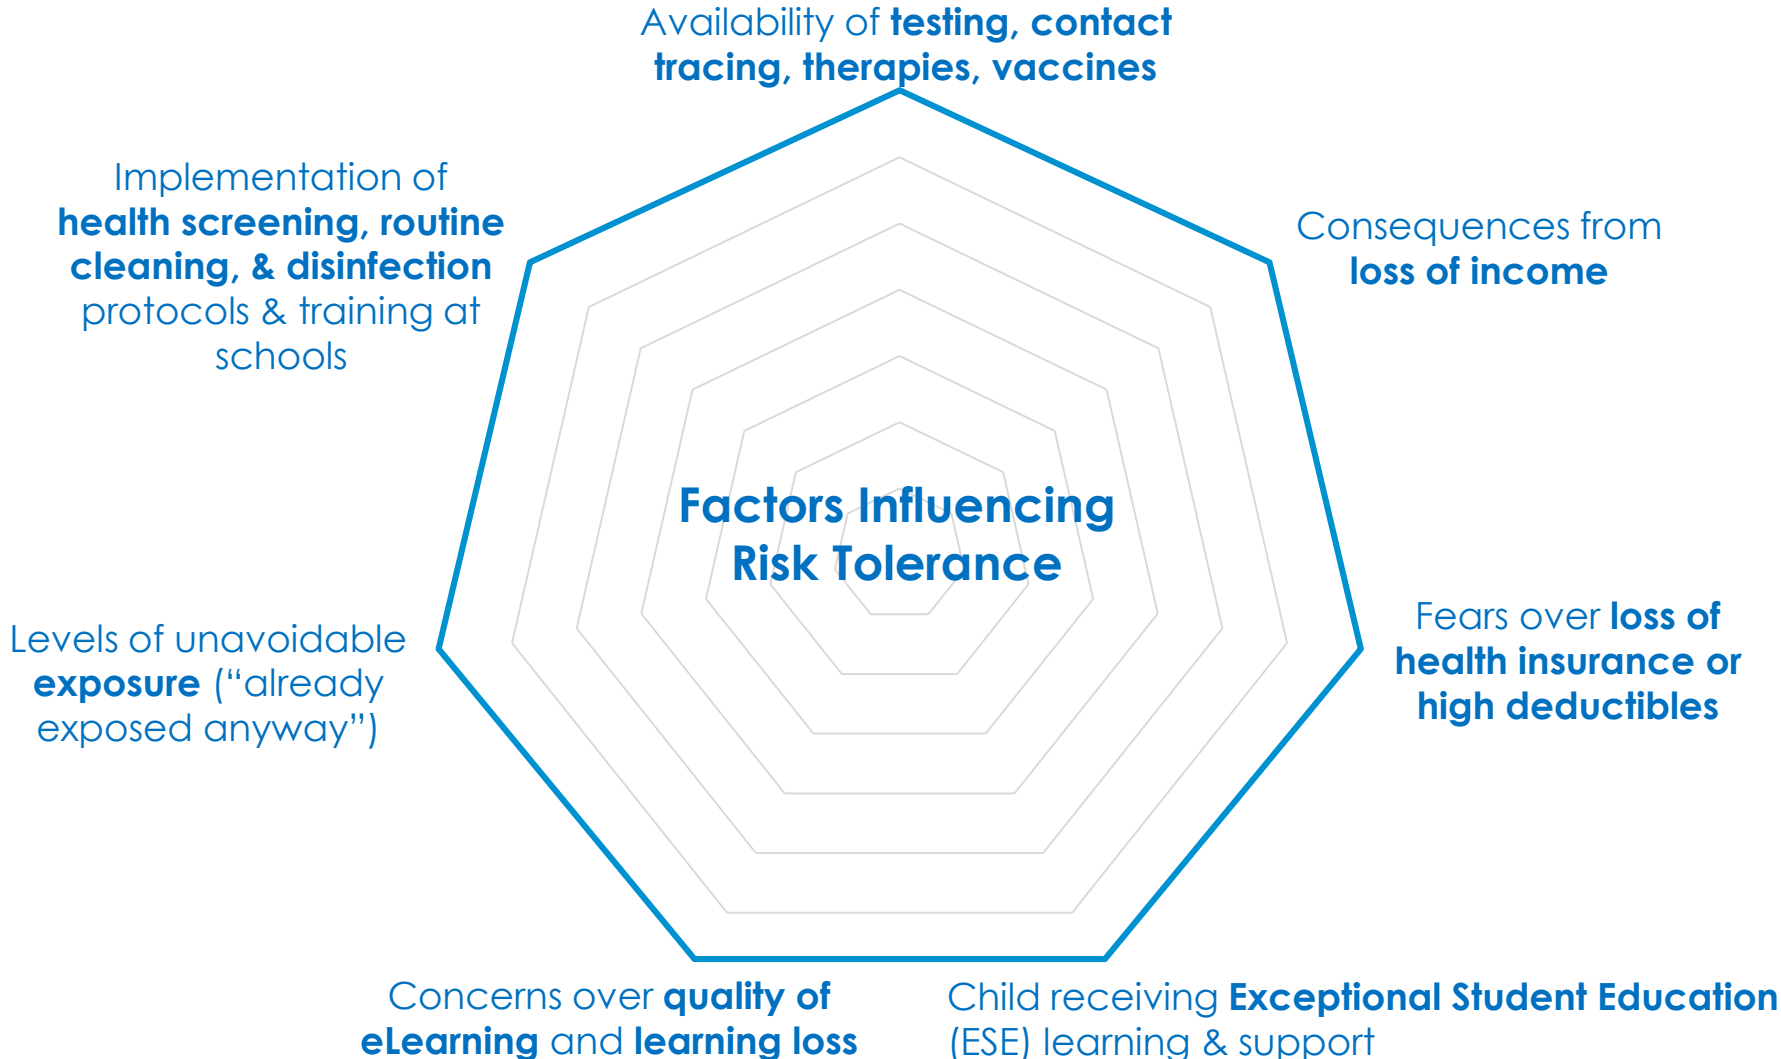 Availability of testing, contact
tracing, therapies, vaccines
Implementation of
health screening, routine
cleaning, & disinfection
protocols & training at
schools
Consequences from
loss of income
Factors Influencing
Risk Tolerance
Levels of unavoidable
exposure (“already
exposed anyway”)
Fears over loss of
health insurance or
high deductibles
Concerns over quality of
eLearning and learning loss
Child receiving Exceptional Student Education
(ESE) learning & support